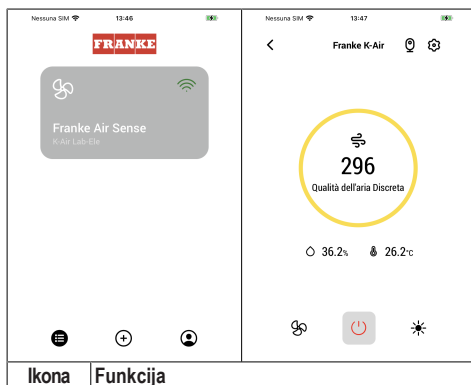 Nessuna SIM 13:46
FRANKE
Franke Air Sense
K-Air Lab-Ele
Nessuna SIM 13:47
Franke K-Air
296
Qualità dell'aria Discreta
36.2% 26.2°C
Ikona Funkcija